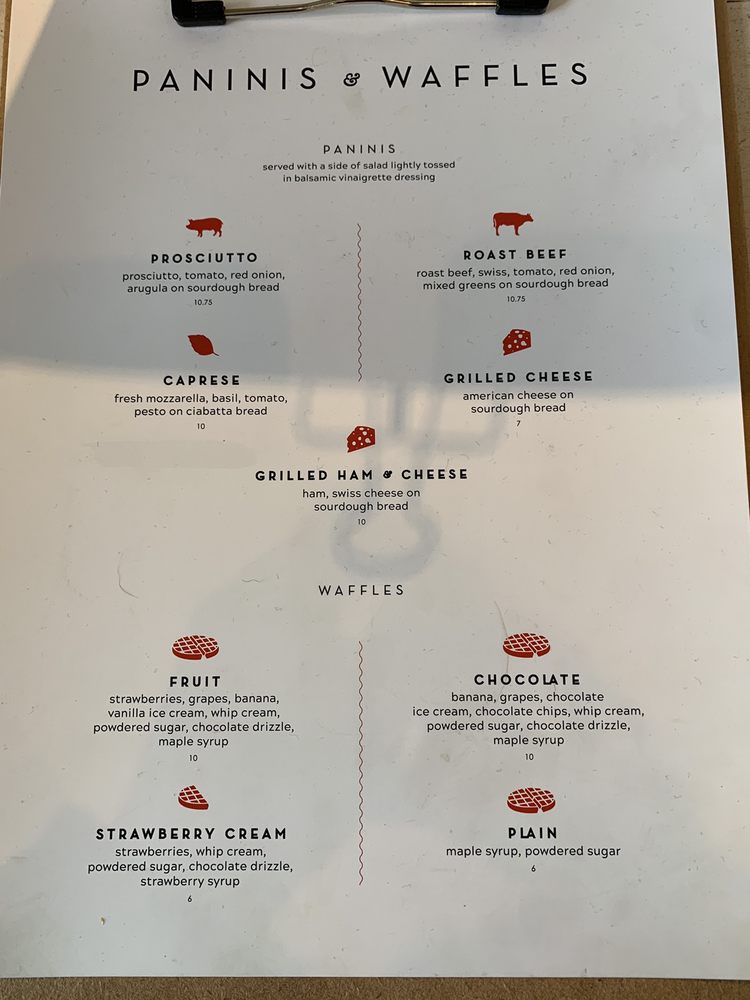 PANINIS & WAFFLES
PANINIS
served with a side of salad lightly tossed
in balsamic vinaigrette dressing
PROSCIUTTO
prosciutto, tomato, red onion,
arugula on sourdough bread
10.75
ROAST BEEF
roast beef, swiss, tomato, red onion,
mixed greens on sourdough bread
10.75
CAPRESE
fresh mozzarella, basil, tomato,
pesto on ciabatta bread
10
GRILLED CHEESE
american cheese on
sourdough bread
7
GRILLED HAM & CHEESE
ham, swiss cheese on
sourdough bread
10
WAFFLES
FRUIT
strawberries, grapes, banana,
vanilla ice cream, whip cream,
powdered sugar, chocolate drizzle,
maple syrup
10
CHOCOLATE
banana, grapes, chocolate
ice cream, chocolate chips, whip cream,
powdered sugar, chocolate drizzle,
maple syrup
10
STRAWBERRY CREAM
strawberries, whip cream,
powdered sugar, chocolate drizzle,
strawberry syrup
6
PLAIN
maple syrup, powdered sugar
6